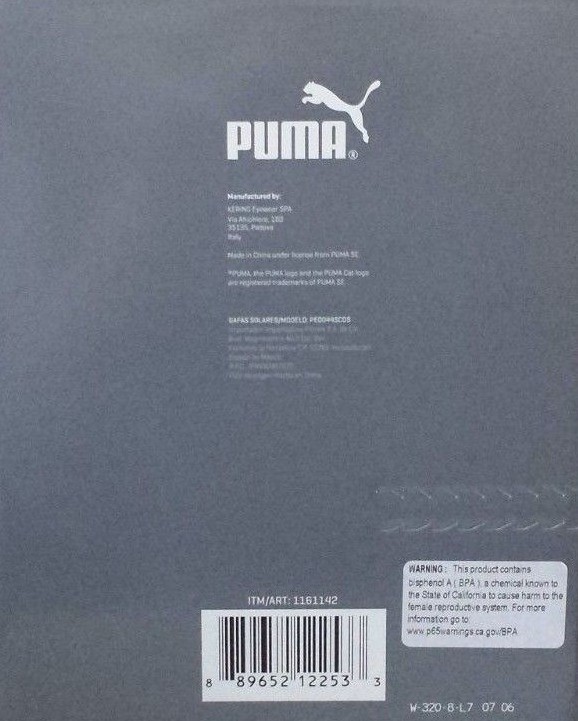 PUMA®
Manufactured by:
KERING Eyewear SPA
Via Altichiero, 180
35135, Padova
Italy
Made in China under license from PUMA SE
*PUMA, the PUMA logo and the PUMA Cat logo
are registered trademarks of PUMA SE
GAFAS SOLARES/MODELO:
ITM/ART: 1161142
8 89652 12253 3
WARNING: This product contains
bisphenol A ( BPA ), a chemical known to
the State of California to cause harm to the
female reproductive system. For more
information go to:
www.p65warnings.ca.gov/BPA
W-320-8-L7 07 06